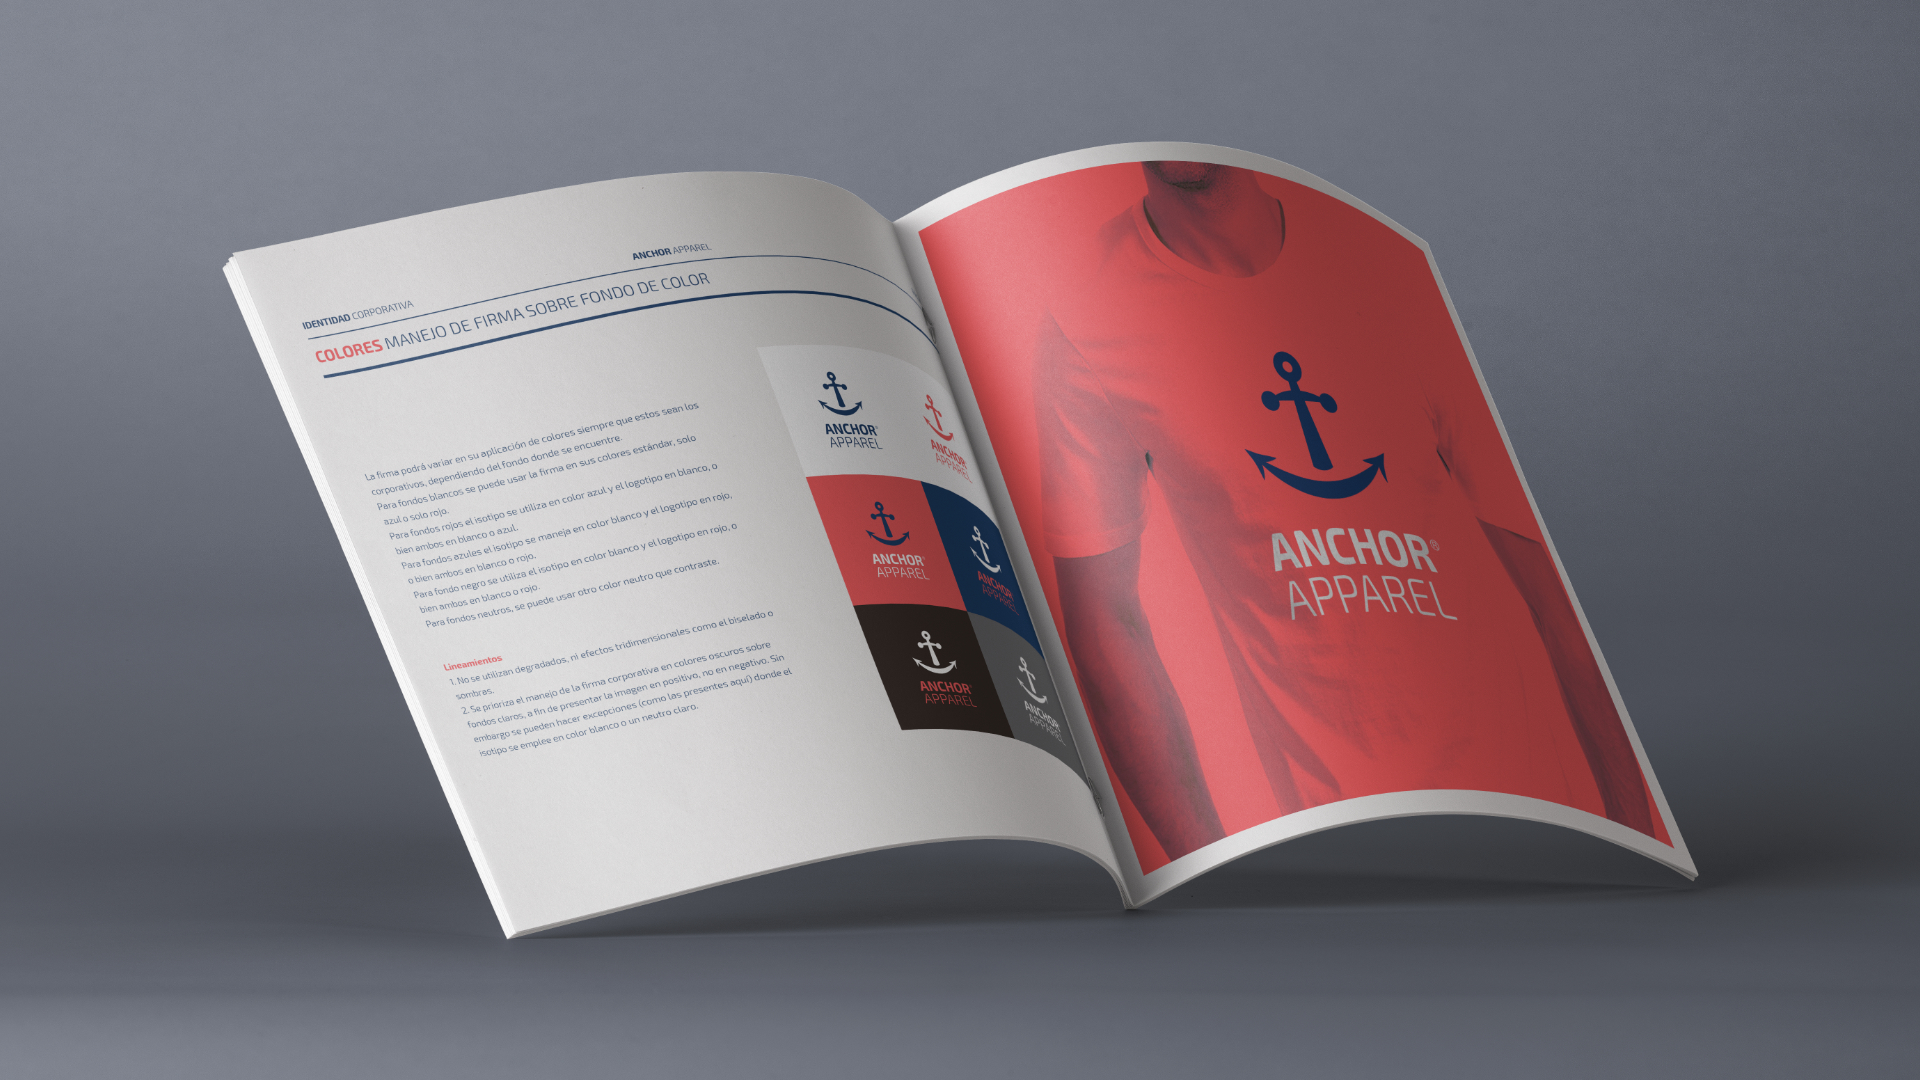 IDENTIDAD CORPORATIVA
ANCHOR APPAREL
COLORES MANEJO DE FIRMA SOBRE FONDO DE COLOR
La firma podrá variar en su aplicación de colores siempre que estos sean los
corporativos, dependiendo del fondo donde se encuentre.
Para fondos blancos se puede usar la firma en sus colores estándar, solo
azul o solo rojo.
Para fondos rojos el isotipo se utiliza en color azul y el logotipo en blanco, o
bien ambos en blanco o azul.
Para fondos azules el isotipo se maneja en color blanco y el logotipo en rojo,
o bien ambos en blanco o rojo.
Para fondo negro se utiliza el isotipo en color blanco y el logotipo en rojo, o
bien ambos en blanco o rojo.
Para fondos neutros, se puede usar otro color neutro que contraste.
Lineamientos
1. No se utilizan degradados, ni efectos tridimensionales como el biselado o
sombras.
2. Se prioriza el manejo de la firma corporativa en colores oscuros sobre
fondos claros, a fin de presentar la imagen en positivo, no en negativo. Sin
embargo se pueden hacer excepciones (como las presentes aquí) donde el
isotipo se emplee en color blanco o un neutro claro.
ANCHOR®
APPAREL
ANCHOR
APPAREL
ANCHOR®
APPAREL
ANCHOR
APPAREL
ANCHOR®
APPAREL
ANCHOR
APPAREL
ANCHOR®
APPAREL